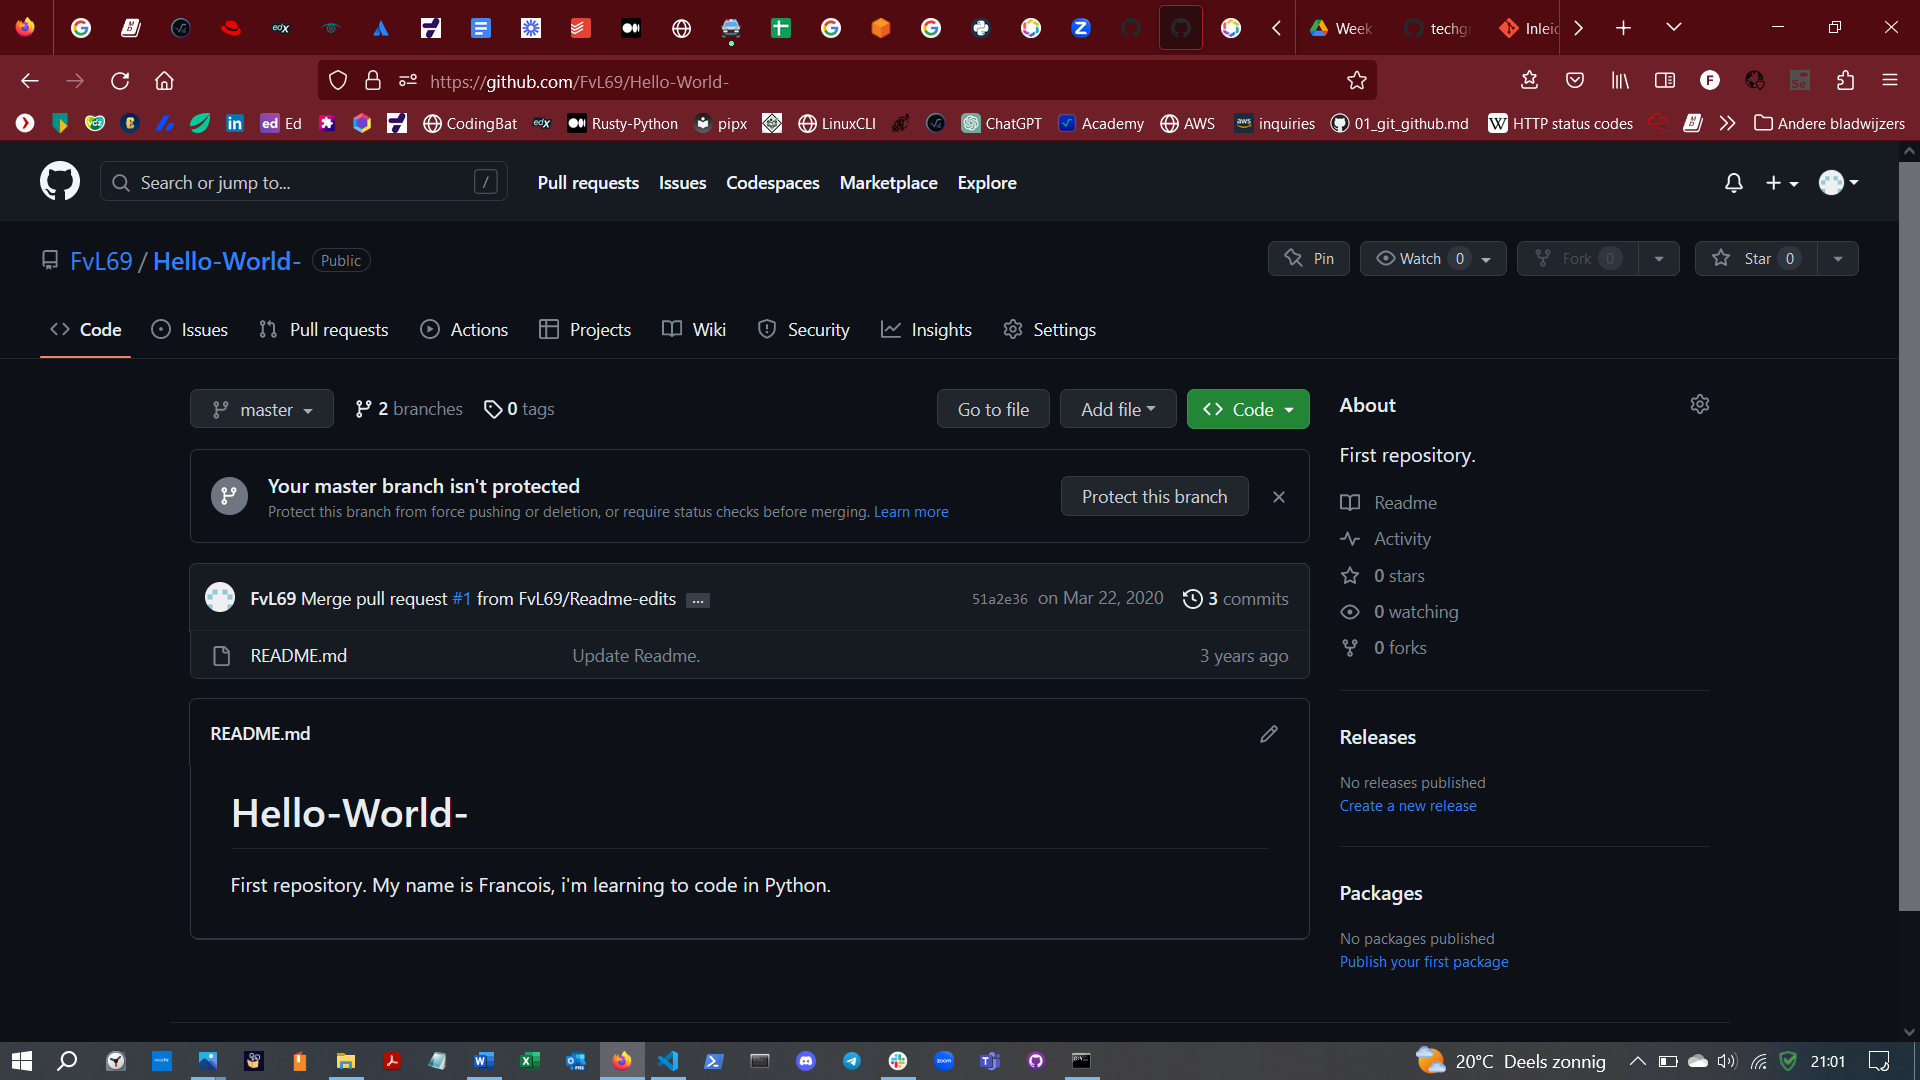 Week
techgr
Inleid
https://github.com/FvL69/Hello-World-
F
Ed
CodingBat
edX
Rusty-Python
pipx
LinuxCLI
ChatGPT
Academy
AWS
inquiries
01_git_github.md
HTTP status codes
Andere bladwijzers
Search or jump to...
/
Pull requests
Issues
Codespaces
Marketplace
Explore
FvL69 / Hello-World-
Public
Pin
Watch 0
Fork 0
Star 0
Code
Issues
Pull requests
Actions
Projects
Wiki
Security
Insights
Settings
master
2 branches
0 tags
Go to file
Add file
Code
Your master branch isn't protected
Protect this branch from force pushing or deletion, or require status checks before merging. Learn more
Protect this branch
FvL69 Merge pull request #1 from FvL69/Readme-edits ...
51a2e36 on Mar 22, 2020
3 commits
README.md
Update Readme.
3 years ago
README.md
Hello-World-
First repository. My name is Francois, i'm learning to code in Python.
About
First repository.
Readme
Activity
0 stars
0 watching
0 forks
Releases
No releases published
Create a new release
Packages
No packages published
Publish your first package
20°C Deels zonnig
21:01